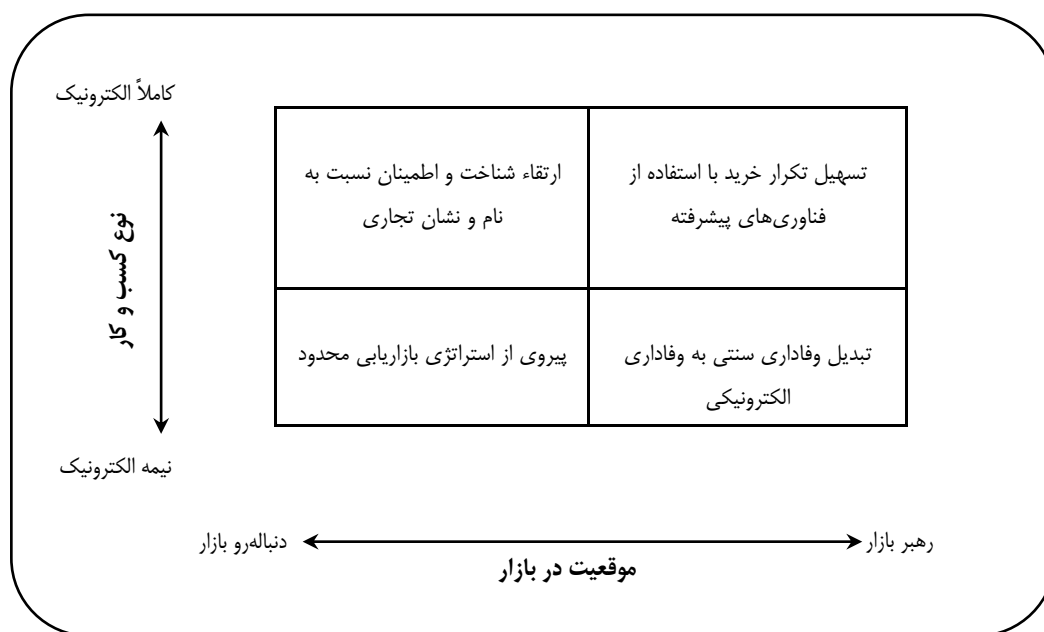 کاملاً الکترونیک
تسهیل تکرار خرید با استفاده از
فناوری‌های پیشرفته
ارتقاء شناخت و اطمینان نسبت به
نام و نشان تجاری
نوع کسب و کار
تبدیل وفاداری سنتی به وفاداری
الکترونیکی
پیروی از استراتژی بازاریابی محدود
نیمه الکترونیک
رهبر بازار
دنباله‌رو بازار
موقعیت در بازار